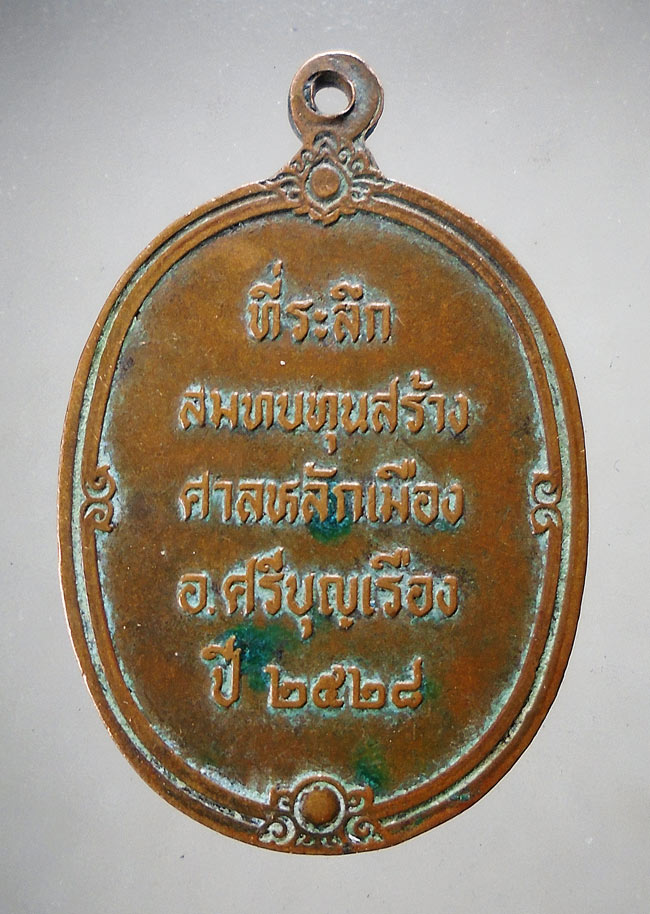 ที่ระลึก
สมทบทุนสร้าง
ศาลหลักเมือง
อ.ศรีบุญเรือง
ปี ๒๕๒๘